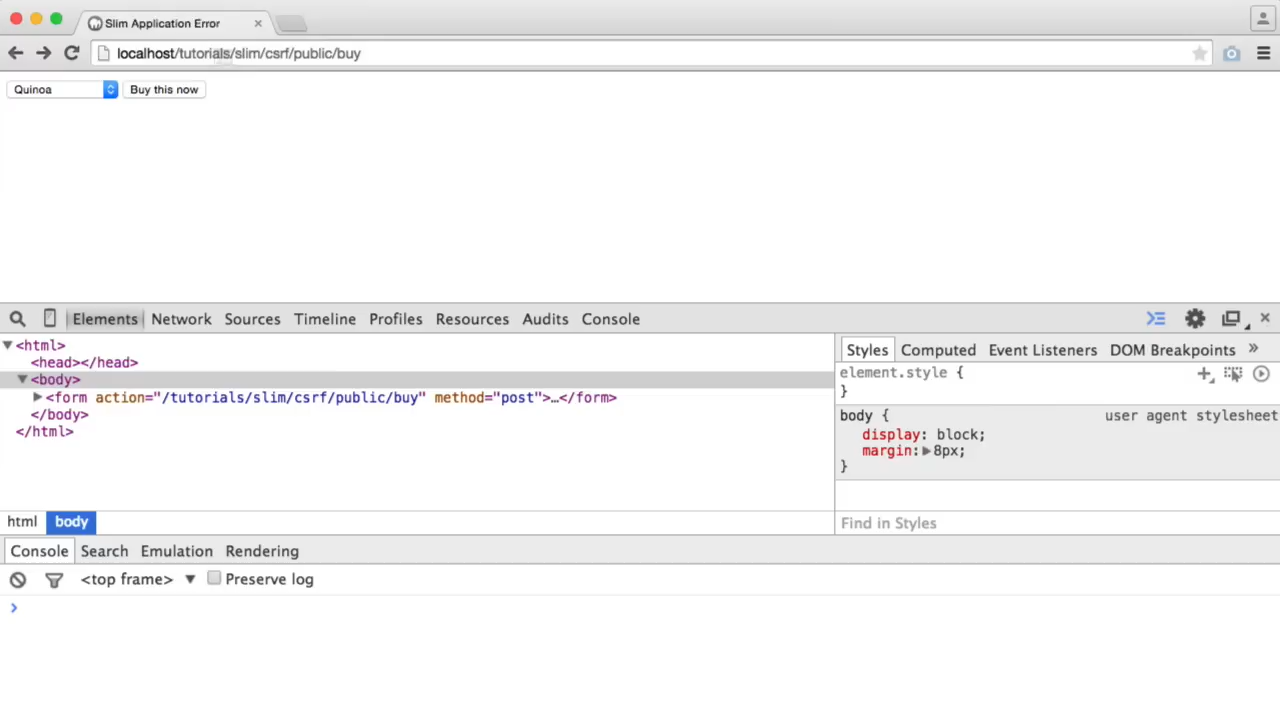 Slim Application Error
localhost/tutorials/slim/csrf/public/buy
Quinoa Buy this now
Elements Network Sources Timeline Profiles Resources Audits Console
<html>
<head></head>
<body>
<form action="/tutorials/slim/csrf/public/buy" method="post">…</form>
</body>
</html>
html body
Styles Computed Event Listeners DOM Breakpoints »
element.style {
}
body { user agent stylesheet
display: block;
margin: 8px;
}
Find in Styles
Console Search Emulation Rendering
<top frame> Preserve log